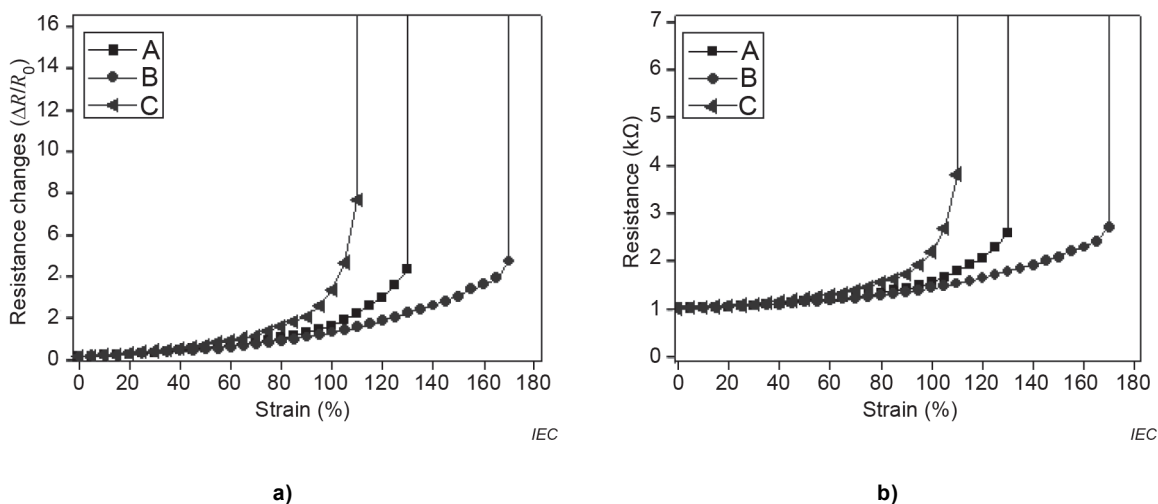 16
14
12
10
8
6
2
2
0
Resistance changes (ΔR/R0)
A
B
C
0 20 40 60 80 100 120 140 160 180
Strain (%)
IEC
a)
7
6
5
4
3
2
1
0
Resistance (kΩ)
A
B
C
0 20 40 60 80 100 120 140 160 180
Strain (%)
IEC
b)